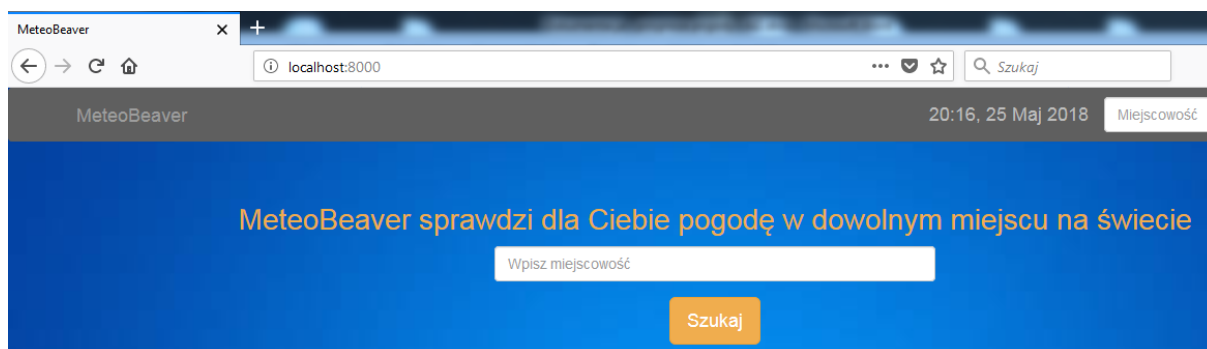 MeteoBeaver
localhost:8000
Szukaj
MeteoBeaver
20:16, 25 Maj 2018
Miejscowość
MeteoBeaver sprawdzi dla Ciebie pogodę w dowolnym miejscu na świecie
Wpisz miejscowość
Szukaj